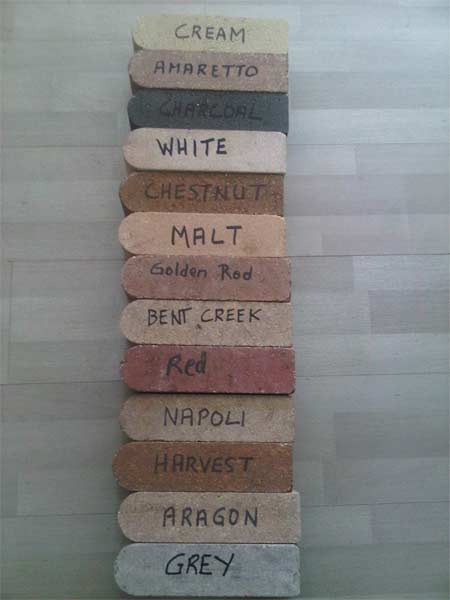 CREAM
AMARETTO
CHARCOAL
WHITE
CHESTNUT
MALT
Golden Rod
BENT CREEK
Red
NAPOLI
HARVEST
ARAGON
GREY